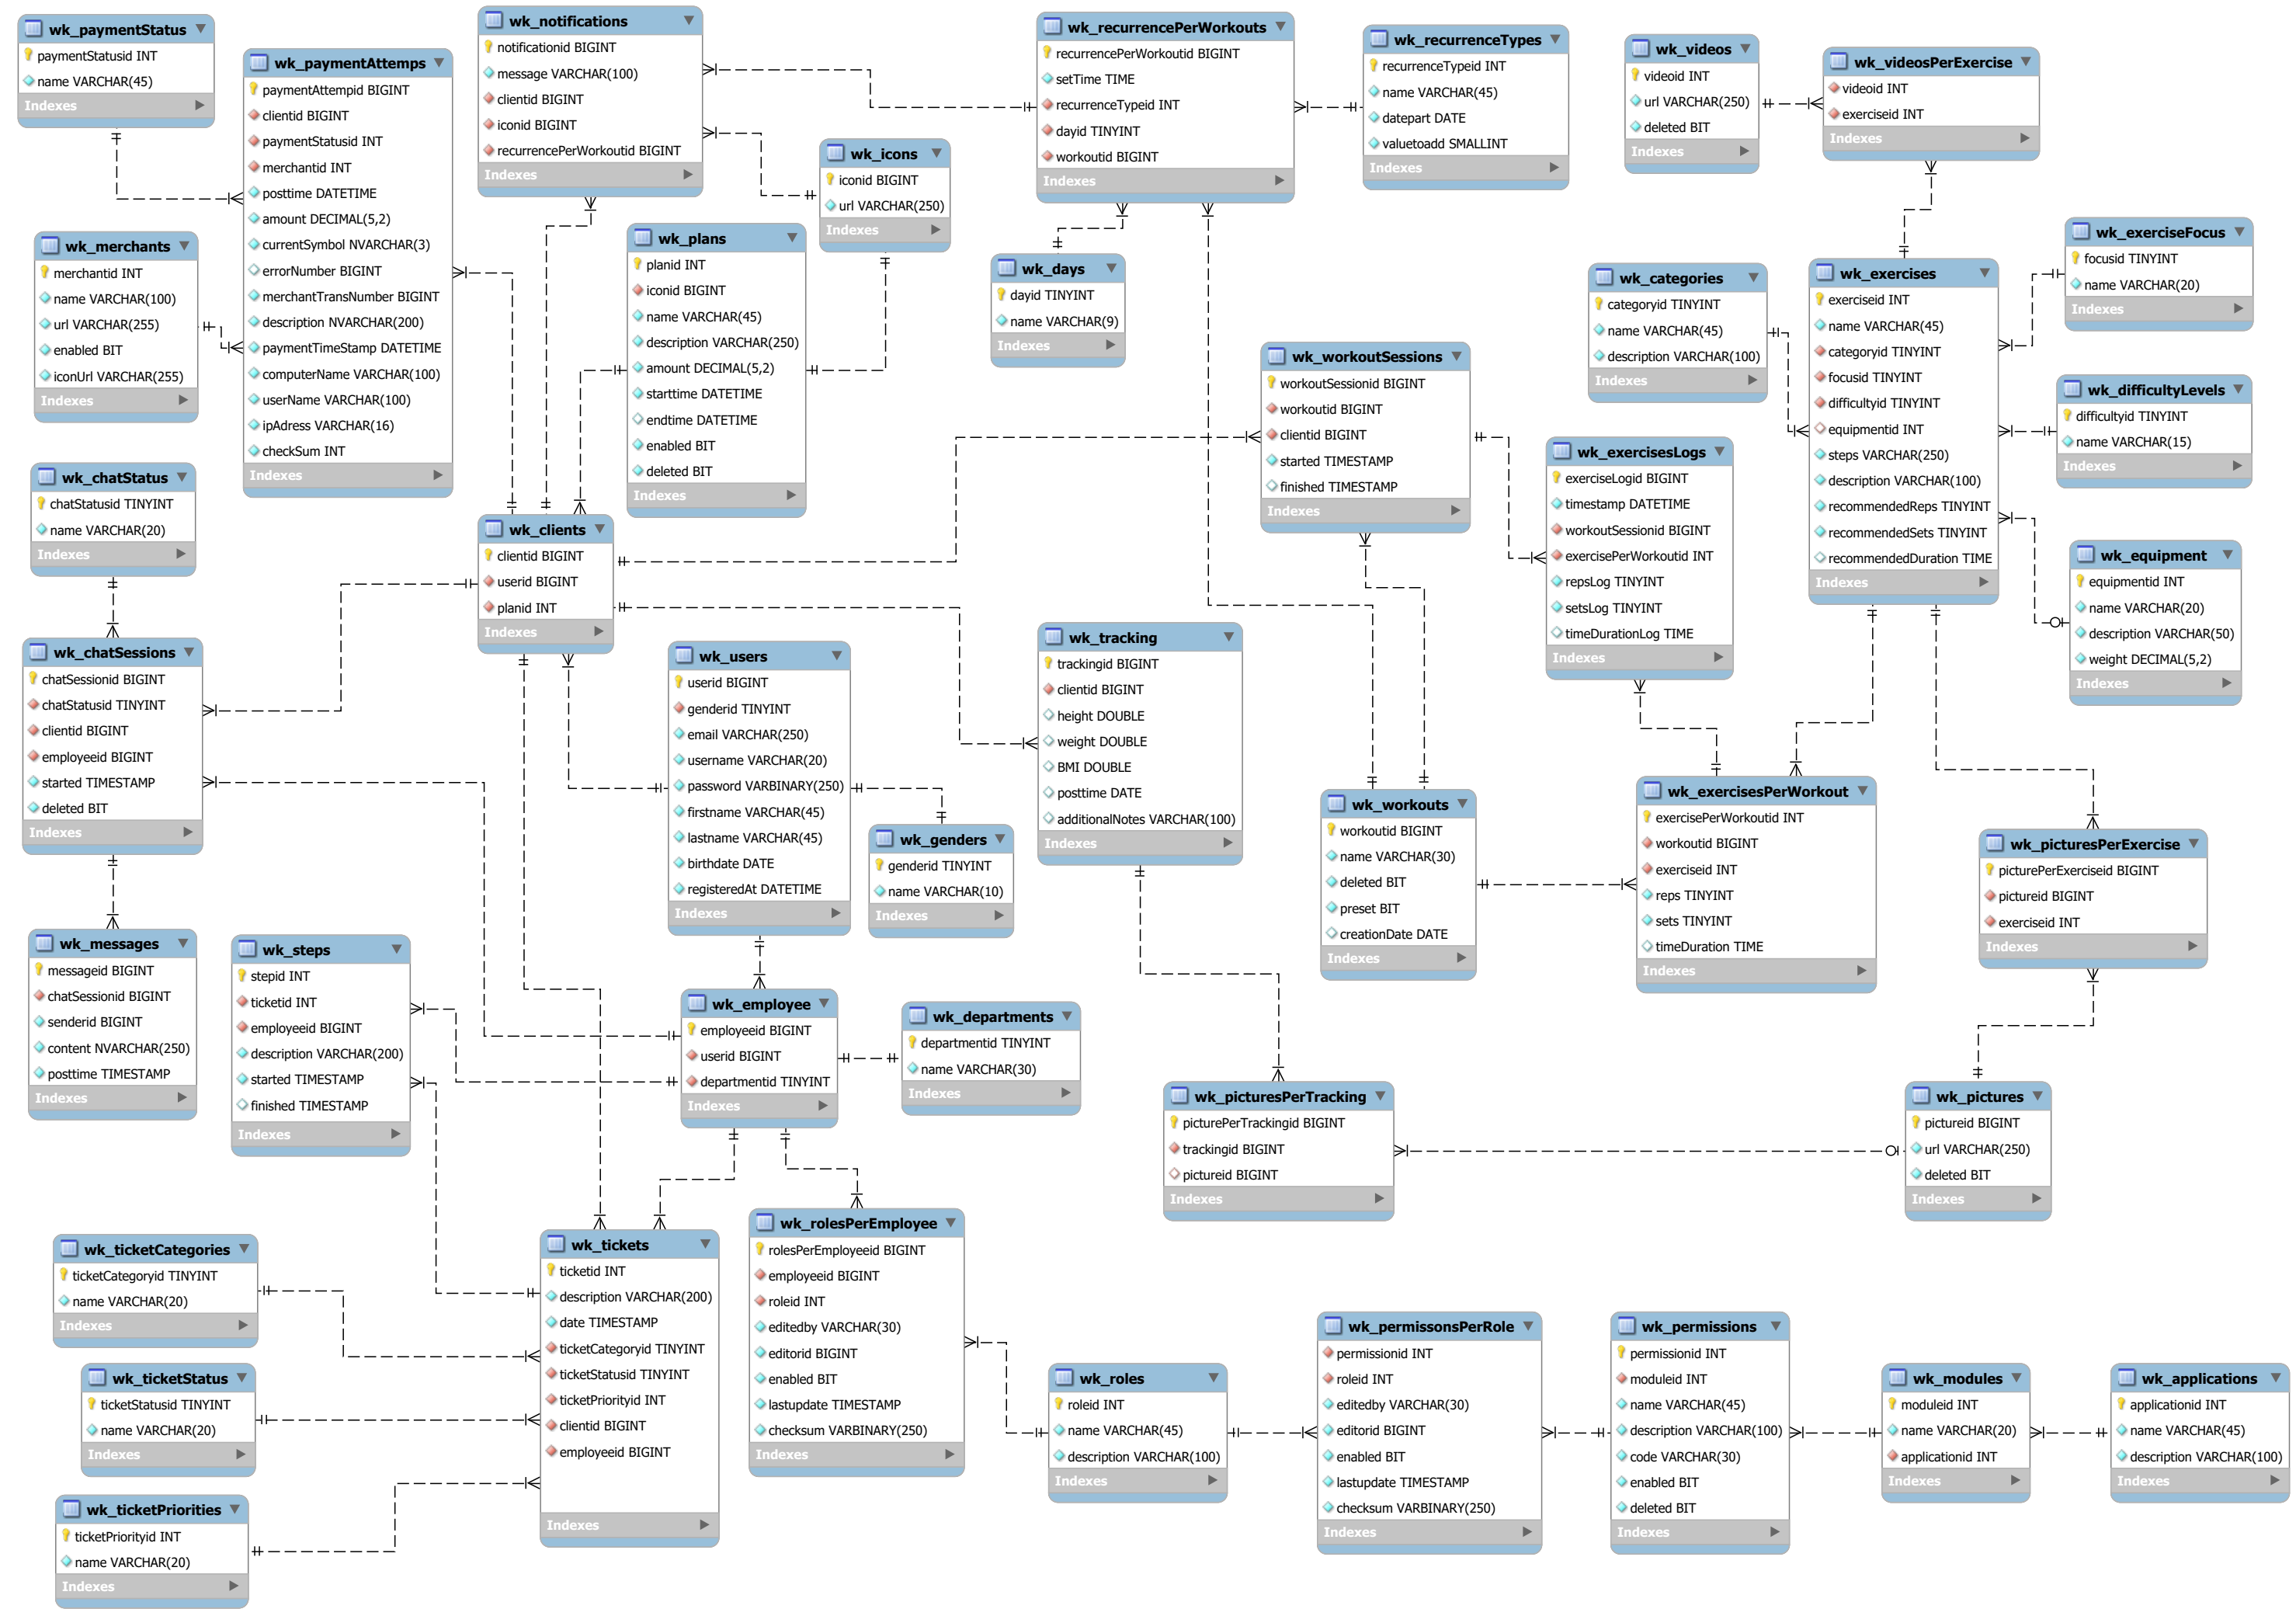 wk_paymentStatus
paymentStatusid INT
name VARCHAR(45)
Indexes
wk_paymentAttemps
paymentAttempid BIGINT
clientid BIGINT
paymentStatusid INT
merchantid INT
posttime DATETIME
amount DECIMAL(5,2)
currentSymbol NVARCHAR(3)
errorNumber BIGINT
merchantTransNumber BIGINT
description NVARCHAR(200)
paymentTimeStamp DATETIME
computerName VARCHAR(100)
userName VARCHAR(100)
ipAdress VARCHAR(16)
checkSum INT
Indexes
wk_notifications
notificationid BIGINT
message VARCHAR(100)
clientid BIGINT
iconid BIGINT
recurrencePerWorkoutid BIGINT
Indexes
wk_icons
iconid BIGINT
url VARCHAR(250)
Indexes
wk_recurrencePerWorkouts
recurrencePerWorkoutid BIGINT
setTime TIME
recurrenceTypeid INT
dayid TINYINT
workoutid BIGINT
Indexes
wk_recurrenceTypes
recurrenceTypeid INT
name VARCHAR(45)
datepart DATE
valuetoadd SMALLINT
Indexes
wk_videos
videoid INT
url VARCHAR(250)
deleted BIT
Indexes
wk_videosPerExercise
videoid INT
exerciseid INT
Indexes
wk_merchants
merchantid INT
name VARCHAR(100)
url VARCHAR(255)
enabled BIT
iconUrl VARCHAR(255)
Indexes
wk_plans
planid INT
iconid BIGINT
name VARCHAR(45)
description VARCHAR(250)
amount DECIMAL(5,2)
starttime DATETIME
endtime DATETIME
enabled BIT
deleted BIT
Indexes
wk_days
dayid TINYINT
name VARCHAR(9)
Indexes
wk_categories
categoryid TINYINT
name VARCHAR(45)
description VARCHAR(100)
Indexes
wk_exercises
exerciseid INT
name VARCHAR(45)
categoryid TINYINT
focusid TINYINT
difficultyid TINYINT
equipmentid INT
steps VARCHAR(250)
description VARCHAR(100)
recommendedReps TINYINT
recommendedSets TINYINT
recommendedDuration TIME
Indexes
wk_exerciseFocus
focusid TINYINT
name VARCHAR(20)
Indexes
wk_difficultyLevels
difficultyid TINYINT
name VARCHAR(15)
Indexes
wk_workoutSessions
workoutSessionid BIGINT
workoutid BIGINT
clientid BIGINT
started TIMESTAMP
finished TIMESTAMP
Indexes
wk_exercisesLogs
exerciseLogid BIGINT
timestamp DATETIME
workoutSessionid BIGINT
exercisePerWorkoutid INT
repsLog TINYINT
setsLog TINYINT
timeDurationLog TIME
Indexes
wk_equipment
equipmentid INT
name VARCHAR(20)
description VARCHAR(50)
weight DECIMAL(5,2)
Indexes
wk_chatStatus
chatStatusid TINYINT
name VARCHAR(20)
Indexes
wk_clients
clientid BIGINT
userid BIGINT
planid INT
Indexes
wk_chatSessions
chatSessionid BIGINT
chatStatusid TINYINT
clientid BIGINT
employeeid BIGINT
started TIMESTAMP
deleted BIT
Indexes
wk_users
userid BIGINT
genderid TINYINT
email VARCHAR(250)
username VARCHAR(20)
password VARBINARY(250)
firstname VARCHAR(45)
lastname VARCHAR(45)
birthdate DATE
registeredAt DATETIME
Indexes
wk_genders
genderid TINYINT
name VARCHAR(10)
Indexes
wk_tracking
trackingid BIGINT
clientid BIGINT
height DOUBLE
weight DOUBLE
BMI DOUBLE
posttime DATE
additionalNotes VARCHAR(100)
Indexes
wk_workouts
workoutid BIGINT
name VARCHAR(30)
deleted BIT
preset BIT
creationDate DATE
Indexes
wk_exercisesPerWorkout
exercisePerWorkoutid INT
workoutid BIGINT
exerciseid INT
reps TINYINT
sets TINYINT
timeDuration TIME
Indexes
wk_picturesPerExercise
picturePerExerciseid BIGINT
pictureid BIGINT
exerciseid INT
Indexes
wk_messages
messageid BIGINT
chatSessionid BIGINT
senderid BIGINT
content NVARCHAR(250)
posttime TIMESTAMP
Indexes
wk_steps
stepid INT
ticketid INT
employeeid BIGINT
description VARCHAR(200)
started TIMESTAMP
finished TIMESTAMP
Indexes
wk_employee
employeeid BIGINT
userid BIGINT
departmentid TINYINT
Indexes
wk_departments
departmentid TINYINT
name VARCHAR(30)
Indexes
wk_picturesPerTracking
picturePerTrackingid BIGINT
trackingid BIGINT
pictureid BIGINT
Indexes
wk_pictures
pictureid BIGINT
url VARCHAR(250)
deleted BIT
Indexes
wk_ticketCategories
ticketCategoryid TINYINT
name VARCHAR(20)
Indexes
wk_ticketStatus
ticketStatusid TINYINT
name VARCHAR(20)
Indexes
wk_ticketPriorities
ticketPriorityid INT
name VARCHAR(20)
Indexes
wk_tickets
ticketid INT
description VARCHAR(200)
date TIMESTAMP
ticketCategoryid TINYINT
ticketStatusid TINYINT
ticketPriorityid INT
clientid BIGINT
employeeid BIGINT
Indexes
wk_rolesPerEmployee
rolesPerEmployeeid BIGINT
employeeid BIGINT
roleid INT
editedby VARCHAR(30)
editorid BIGINT
enabled BIT
lastupdate TIMESTAMP
checksum VARBINARY(250)
Indexes
wk_roles
roleid INT
name VARCHAR(45)
description VARCHAR(100)
Indexes
wk_permissonsPerRole
permissionid INT
roleid INT
editedby VARCHAR(30)
editorid BIGINT
enabled BIT
lastupdate TIMESTAMP
checksum VARBINARY(250)
Indexes
wk_permissions
permissionid INT
moduleid INT
name VARCHAR(45)
description VARCHAR(100)
code VARCHAR(30)
enabled BIT
deleted BIT
Indexes
wk_modules
moduleid INT
name VARCHAR(20)
applicationid INT
Indexes
wk_applications
applicationid INT
name VARCHAR(45)
description VARCHAR(100)
Indexes